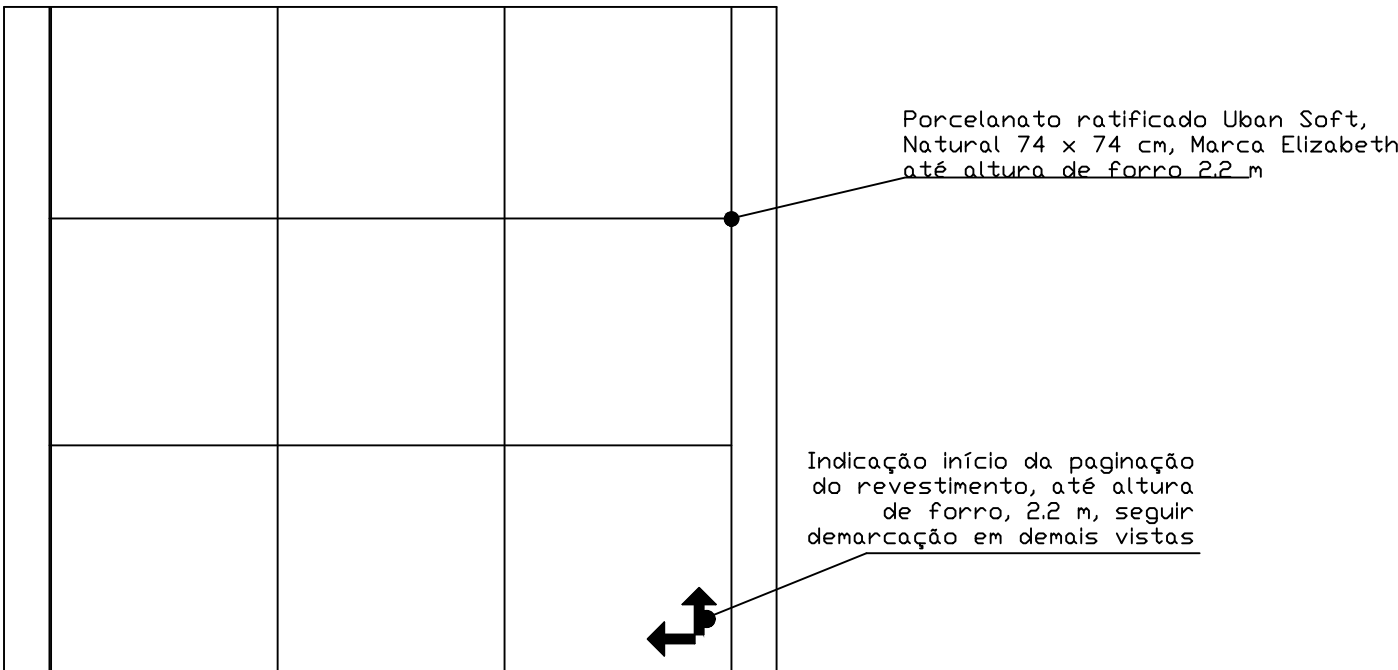 Porcelanato ratificado Uban Soft,
Natural 74 x 74 cm, Marca Elizabeth
até altura de forro 2.2 m
Indicação início da paginação
do revestimento, até altura
de forro, 2.2 m, seguir
demarcação em demais vistas